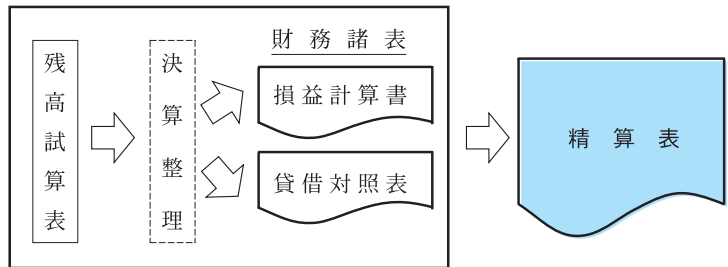 残高試算表
決算整理
財務諸表
損益計算書
貸借対照表
精算表